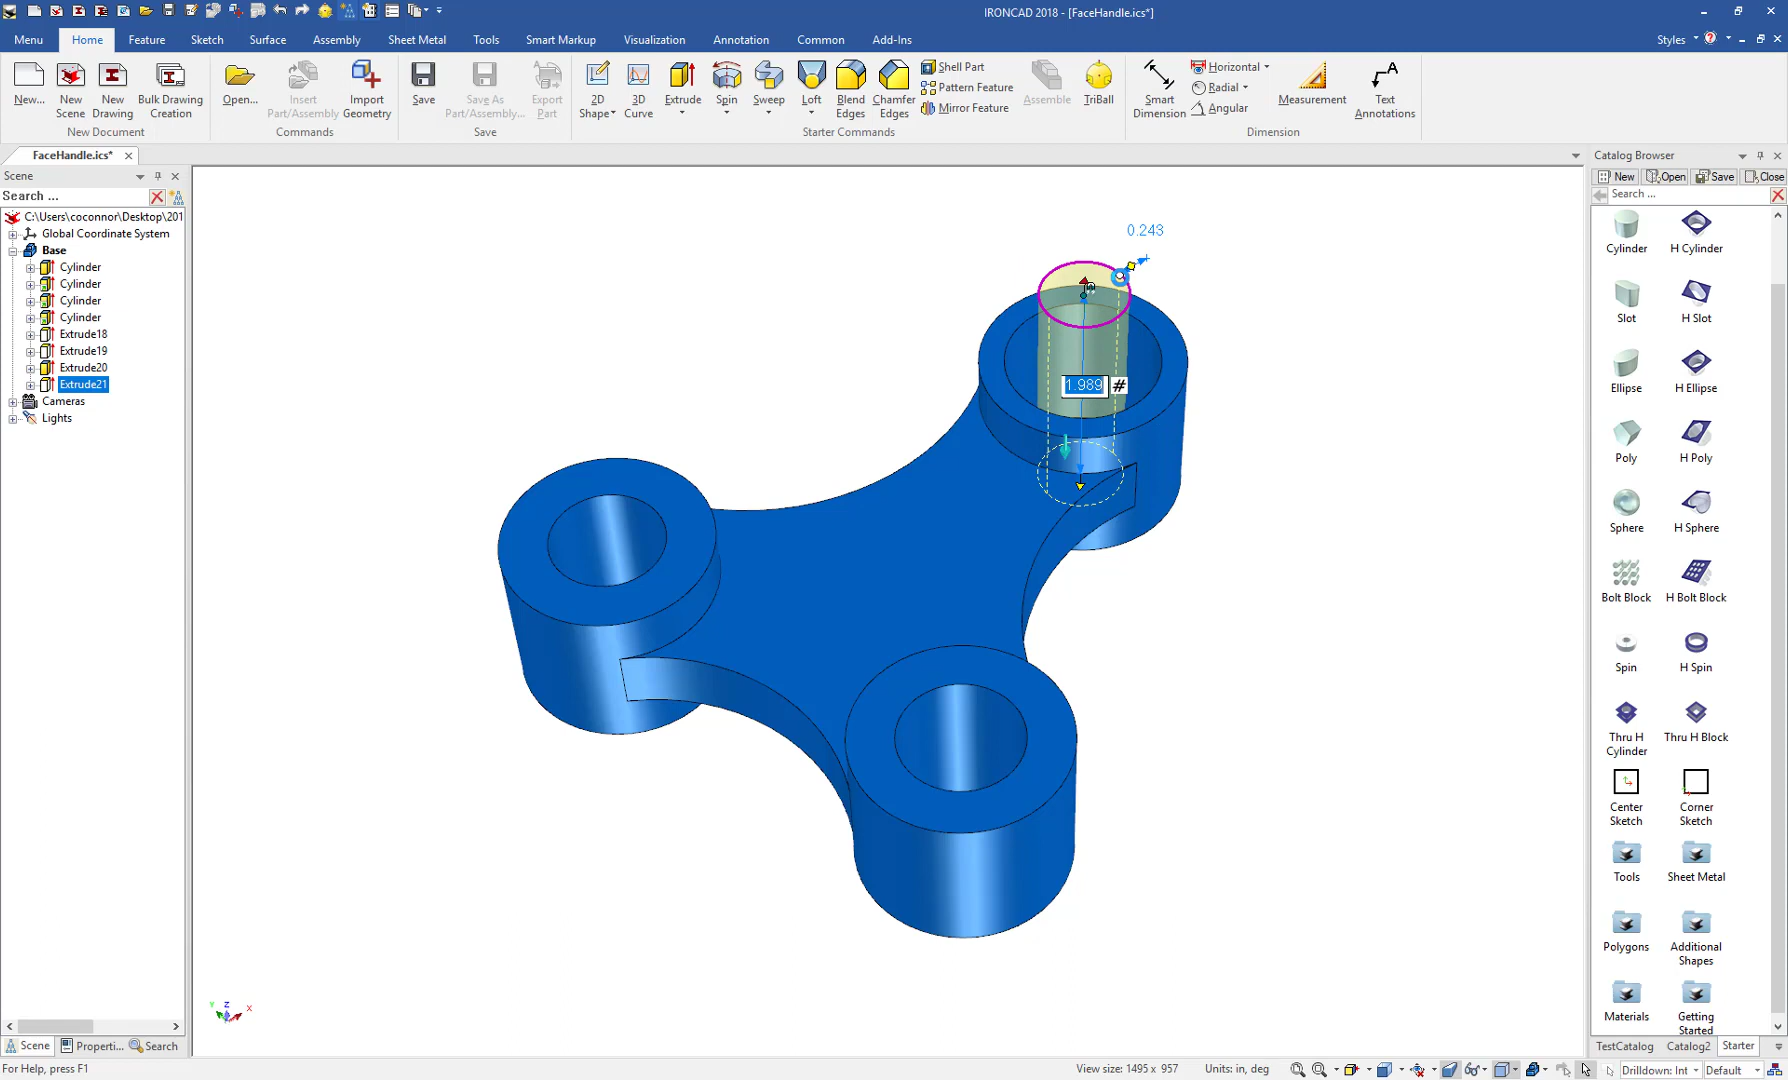 IRONCAD 2018 - [FaceHandle.ics*]
Menu Home Feature Sketch Surface Assembly Sheet Metal Tools Smart Markup Visualization Annotation Common Add-Ins Styles
New... New Scene New Drawing Bulk Drawing Creation
New Document
Open... Insert Part/Assembly Import Geometry
Commands
Save Save As Part/Assembly... Export Part
Save
2D Shape 3D Curve Extrude Spin Sweep Loft Blend Edges Chamfer Edges
Shell Part
Pattern Feature
Mirror Feature
Assemble TriBall
Starter Commands
Smart Dimension
Horizontal
Radial
Angular
Measurement Text Annotations
Dimension
FaceHandle.ics*
Scene
Search ...
C:\Users\coconnor\Desktop\201
Global Coordinate System
Base
Cylinder
Cylinder
Cylinder
Cylinder
Extrude18
Extrude19
Extrude20
Extrude21
Cameras
Lights
Scene Properti... Search
0.243
1.989 #
Y Z X
Catalog Browser
New Open Save Close
Search ...
Cylinder H Cylinder
Slot H Slot
Ellipse H Ellipse
Poly H Poly
Sphere H Sphere
Bolt Block H Bolt Block
Spin H Spin
Thru H Cylinder Thru H Block
Center Sketch Corner Sketch
Tools Sheet Metal
Polygons Additional Shapes
Materials Getting Started
TestCatalog Catalog2 Starter
For Help, press F1
View size: 1495 x 957 Units: in, deg
Drilldown: Int Default